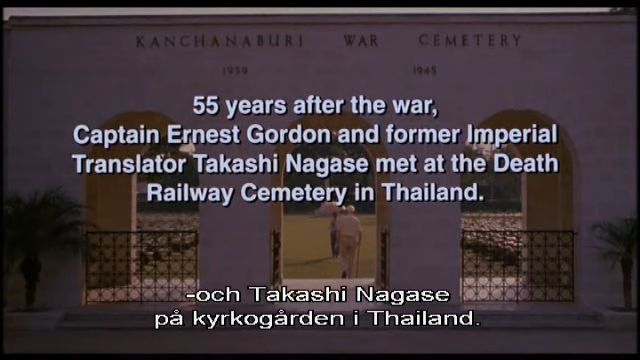 KANCHANABURI WAR CEMETERY
1939 1945
55 years after the war,
Captain Ernest Gordon and former Imperial
Translator Takashi Nagase met at the Death
Railway Cemetery in Thailand.
-och Takashi Nagase
på kyrkogården i Thailand.